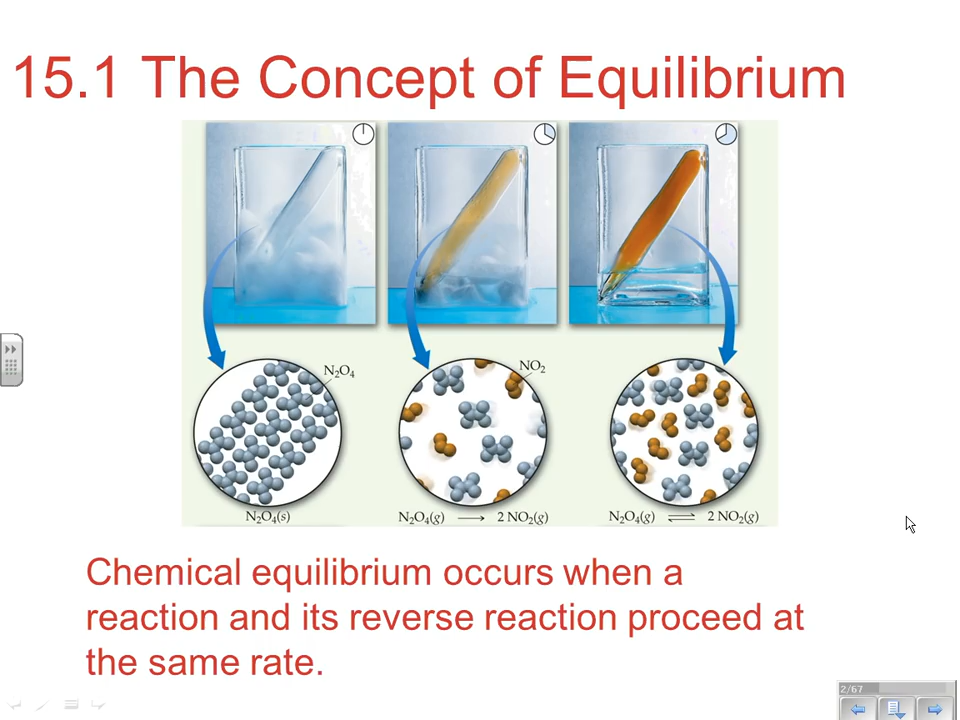 15.1 The Concept of Equilibrium
N₂O₄
NO₂
N₂O₄(s)
N₂O₄(g) ⟶ 2 NO₂(g)
N₂O₄(g) ⇌ 2 NO₂(g)
Chemical equilibrium occurs when a
reaction and its reverse reaction proceed at
the same rate.
2/67